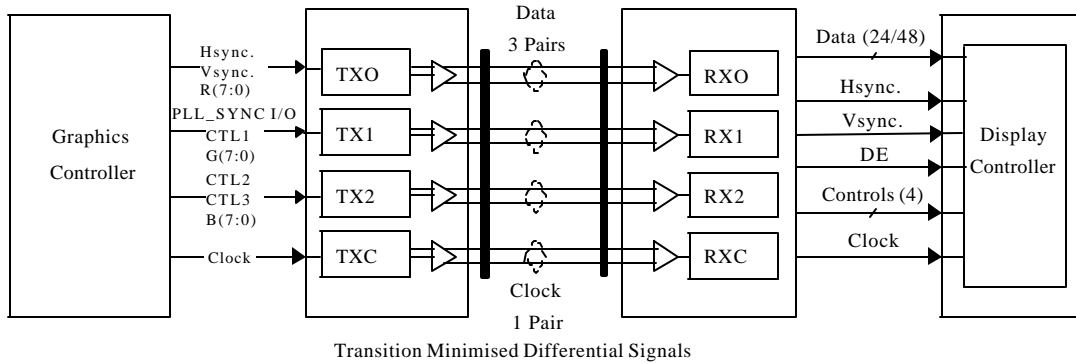 Data
3 Pairs
Graphics
Controller
Hsync.
Vsync.
R(7:0)
PLL_SYNC I/O
CTL1
G(7:0)
CTL2
CTL3
B(7:0)
Clock
TXO
TX1
TX2
TXC
Clock
1 Pair
RXO
RX1
RX2
RXC
Data (24/48)
Hsync.
Vsync.
DE
Controls (4)
Clock
Display
Controller
Transition Minimised Differential Signals